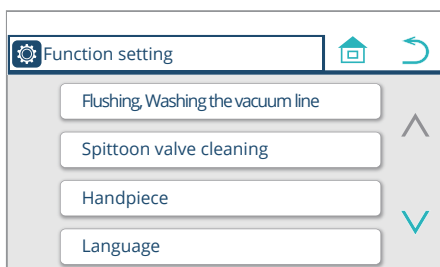 Function setting
Flushing, Washing the vacuum line
Spittoon valve cleaning
Handpiece
Language